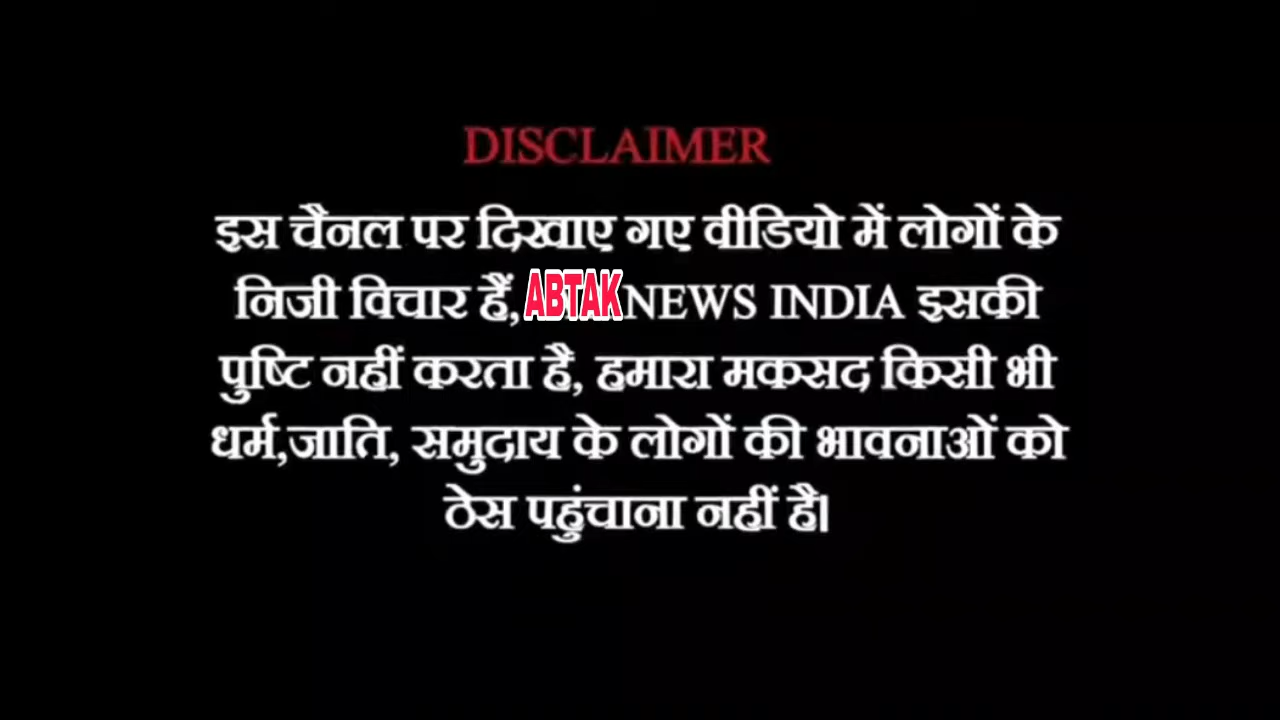 DISCLAIMER
इस चैनल पर दिखाए गए वीडियो में लोगों के
निजी विचार हैं, ABTAK NEWS INDIA इसकी
पुष्टि नहीं करता है, हमारा मकसद किसी भी
धर्म,जाति, समुदाय के लोगों की भावनाओं को
ठेस पहुंचाना नहीं है।